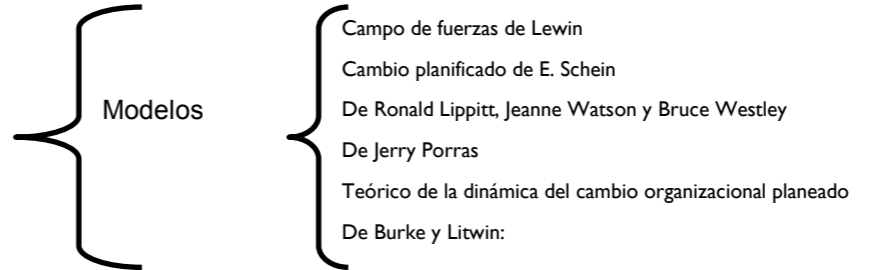 Modelos
Campo de fuerzas de Lewin
Cambio planificado de E. Schein
De Ronald Lippitt, Jeanne Watson y Bruce Westley
De Jerry Porras
Teórico de la dinámica del cambio organizacional planeado
De Burke y Litwin: